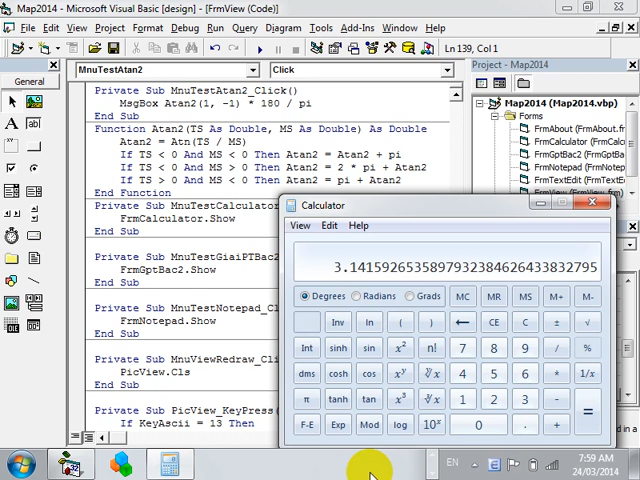 Map2014 - Microsoft Visual Basic [design] - [FrmView (Code)]
File Edit View Project Format Debug Run Query Diagram Tools Add-Ins Window Help
Ln 139, Col 1
General
MnuTestAtan2
Click
Private Sub MnuTestAtan2_Click()
MsgBox Atan2(1, -1) * 180 / pi
End Sub
Function Atan2(TS As Double, MS As Double) As Double
Atan2 = Atn(TS / MS)
If TS < 0 And MS < 0 Then Atan2 = Atan2 + pi
If TS < 0 And MS > 0 Then Atan2 = 2 * pi + Atan2
If TS > 0 And MS < 0 Then Atan2 = pi + Atan2
End Function
Private Sub MnuTestCalculat
FrmCalculator.Show
End Sub
Private Sub MnuTestGiaiPTBac2
FrmGptBac2.Show
End Sub
Private Sub MnuTestNotepad_Cl
FrmNotepad.Show
End Sub
Private Sub MnuViewRedraw_Cli
PicView.Cls
End Sub
Private Sub PicView_KeyPress(
If KeyAscii = 13 Then
Project - Map2014
Map2014 (Map2014.vbp)
Forms
FrmAbout (FrmAbout.fr
FrmCalculator (FrmCalc
FrmGptBac2 (FrmGptBa
FrmNotepad (FrmNotep
FrmTextEdit (FrmTextEd
FrmView (FrmView.frm)
Calculator
View Edit Help
3.1415926535897932384626433832795
Degrees Radians Grads MC MR MS M+ M-
Inv ln ( ) ← CE C ± √
Int sinh sin x² n! 7 8 9 / %
dms cosh cos xʸ ʸ√x 4 5 6 * 1/x
π tanh tan x³ ³√x 1 2 3 - =
F-E Exp Mod log 10ˣ 0 . +
EN
7:59 AM
24/03/2014